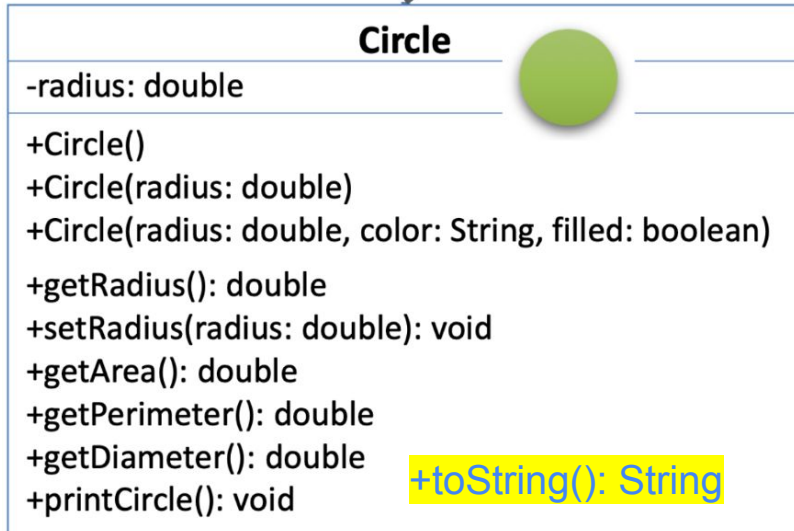 Circle
-radius: double
+Circle()
+Circle(radius: double)
+Circle(radius: double, color: String, filled: boolean)
+getRadius(): double
+setRadius(radius: double): void
+getArea(): double
+getPerimeter(): double
+getDiameter(): double
+printCircle(): void
+toString(): String